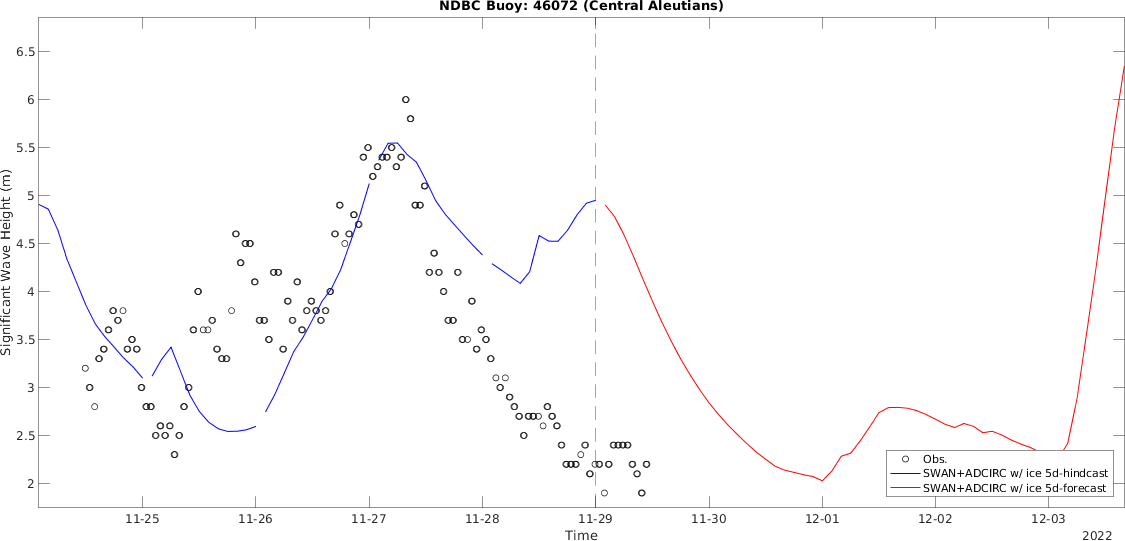 NDBC Buoy: 46072 (Central Aleutians)
Significant Wave Height (m)
6.5
6
5.5
5
4.5
4
3.5
3
2.5
2
Obs.
SWAN+ADCIRC w/ ice 5d-hindcast
SWAN+ADCIRC w/ ice 5d-forecast
11-25 11-26 11-27 11-28 11-29 11-30 12-01 12-02 12-03
Time
2022